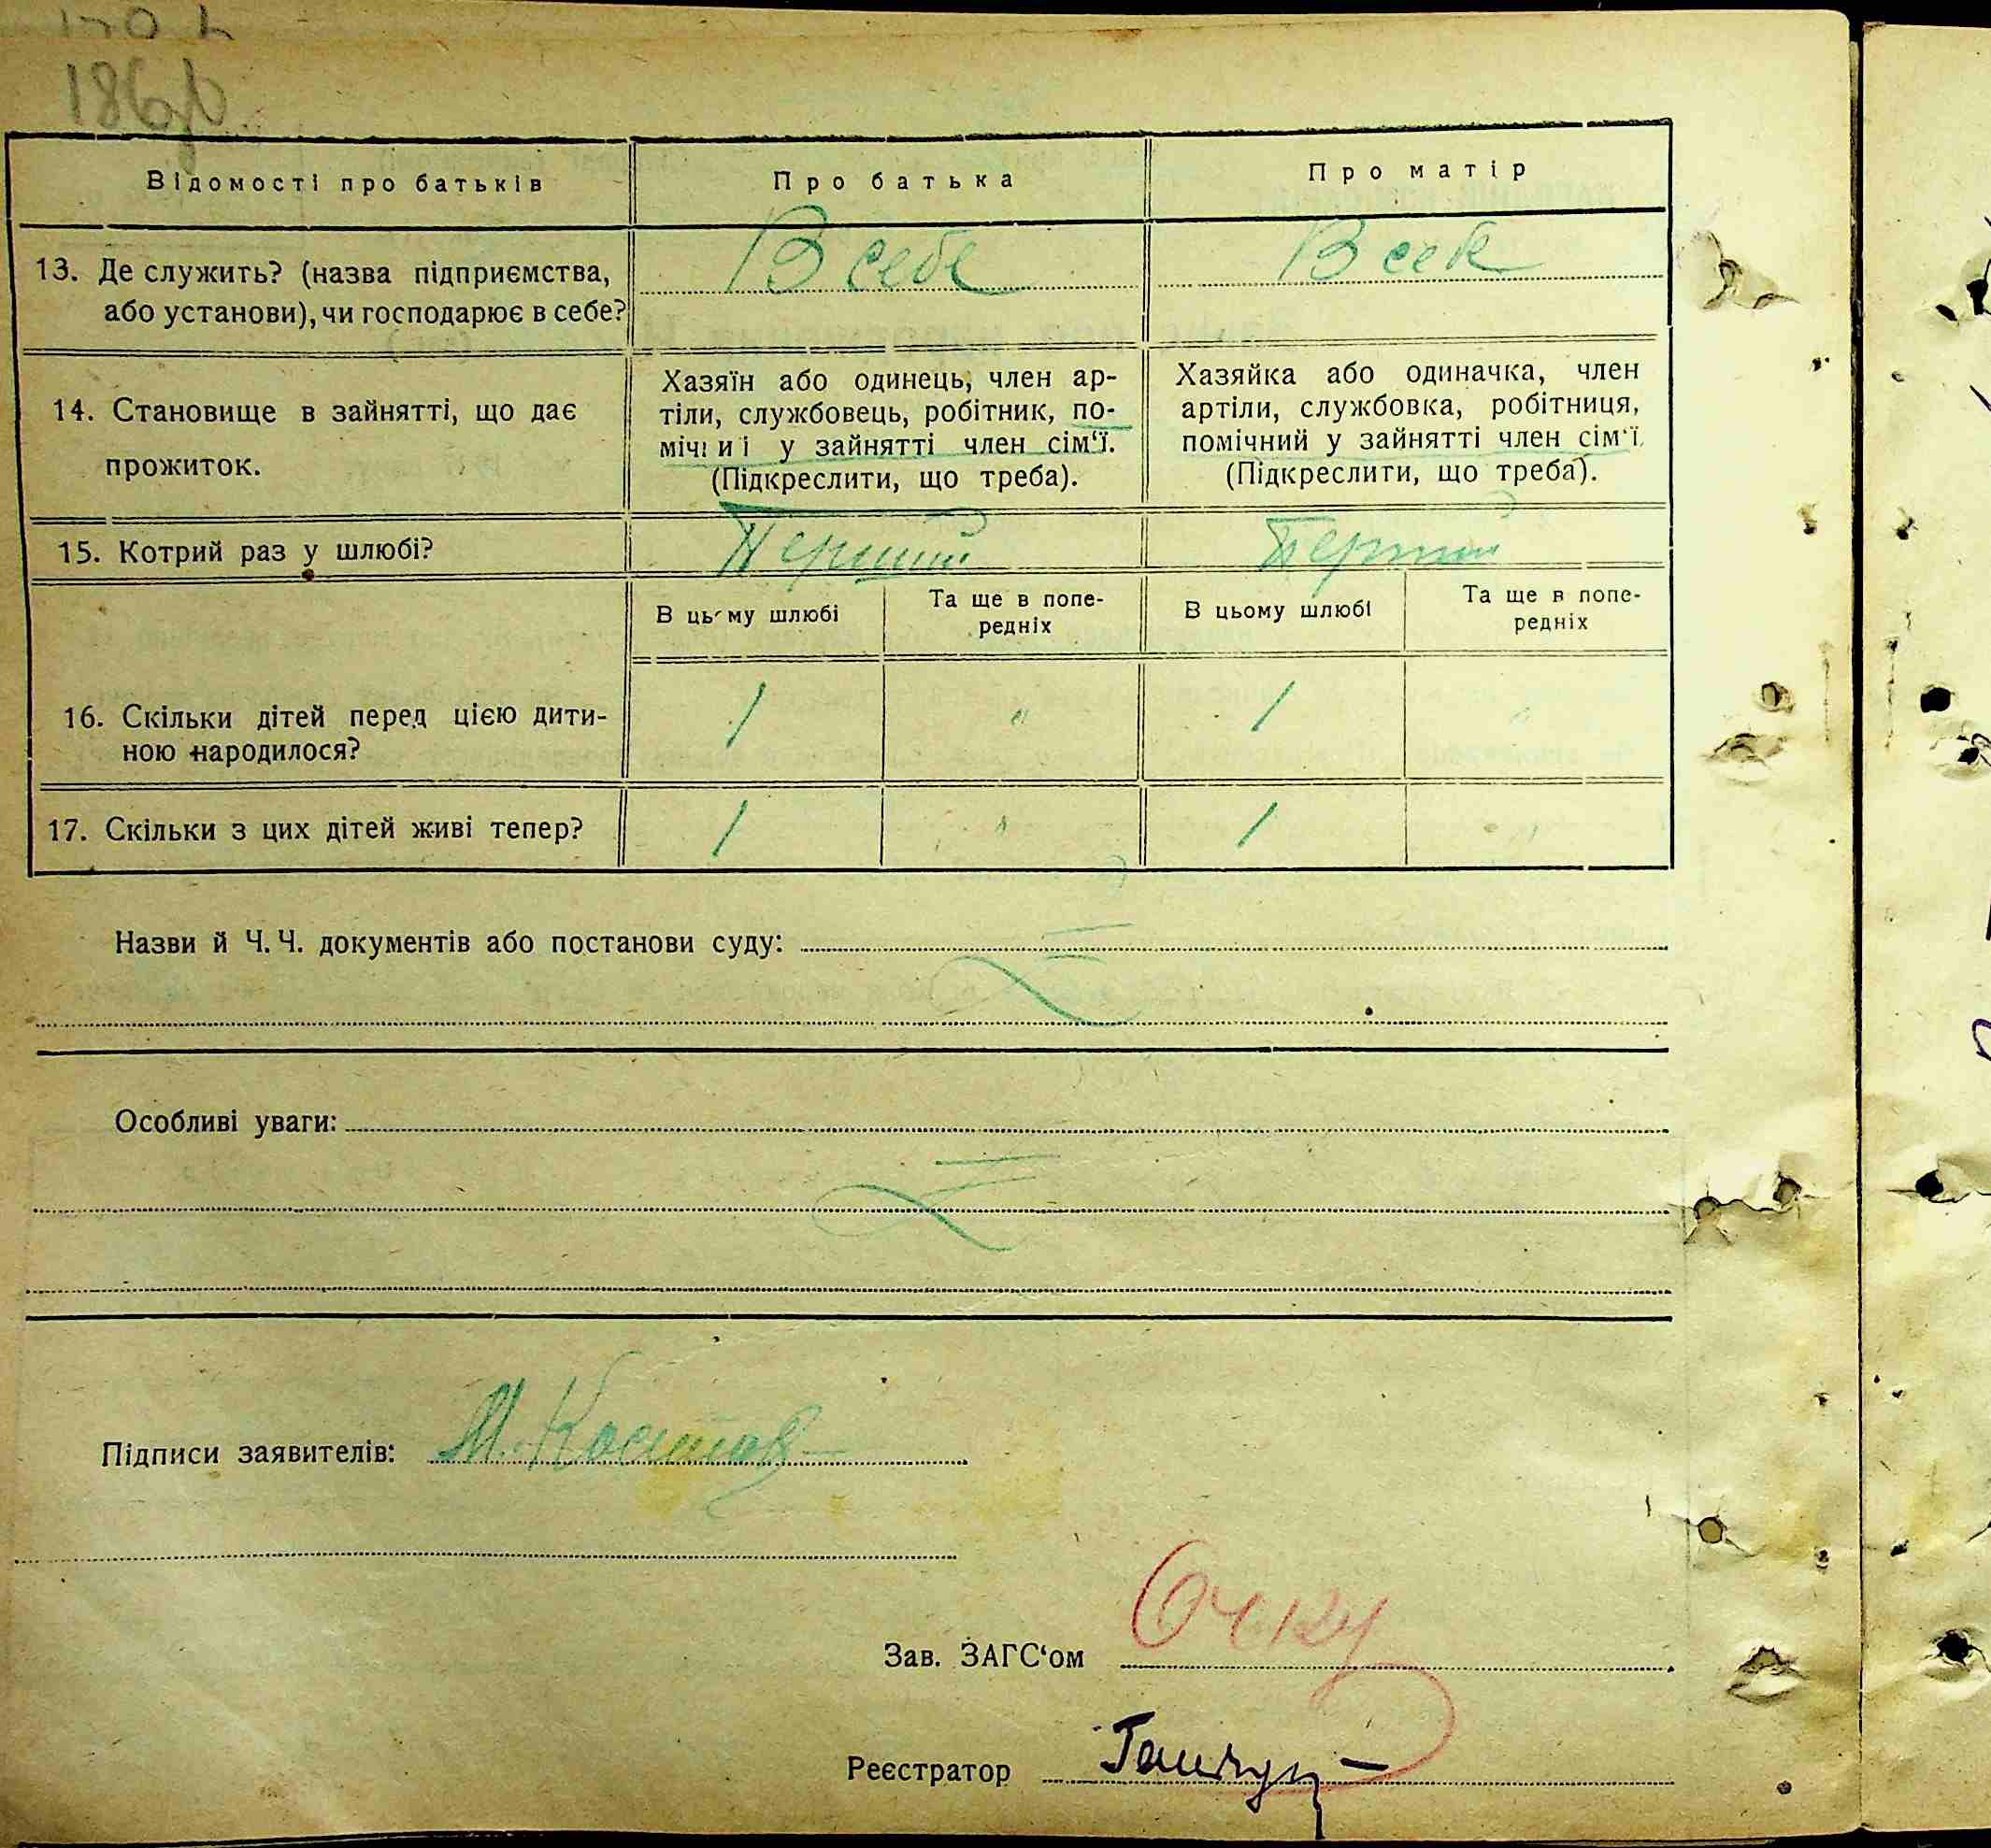 Відомості про батьків
Про батька
Про матір
13. Де служить? (назва підприємства,
або установи), чи господарює в себе?
В себе
В себе
14. Становище в зайнятті, що дає
прожиток.
Хазяїн або одинець, член ар-
тіли, службовець, робітник, по-
мічниі у зайнятті член сім‘ї.
(Підкреслити, що треба).
Хазяйка або одиначка, член
артіли, службовка, робітниця,
помічний у зайнятті член сім‘ї.
(Підкреслити, що треба).
15. Котрий раз у шлюбі?
Перший
Перший
В цьому шлюбі
Та ще в попе-
редніх
В цьому шлюбі
Та ще в попе-
редніх
16. Скільки дітей перед цією дити-
ною народилося?
1 " 1 "
17. Скільки з цих дітей живі тепер?
1 " 1 "
Назви й Ч. Ч. документів або постанови суду:
Особливі уваги:
Підписи заявителів: М. Костов
Зав. ЗАГС‘ом
Реєстратор